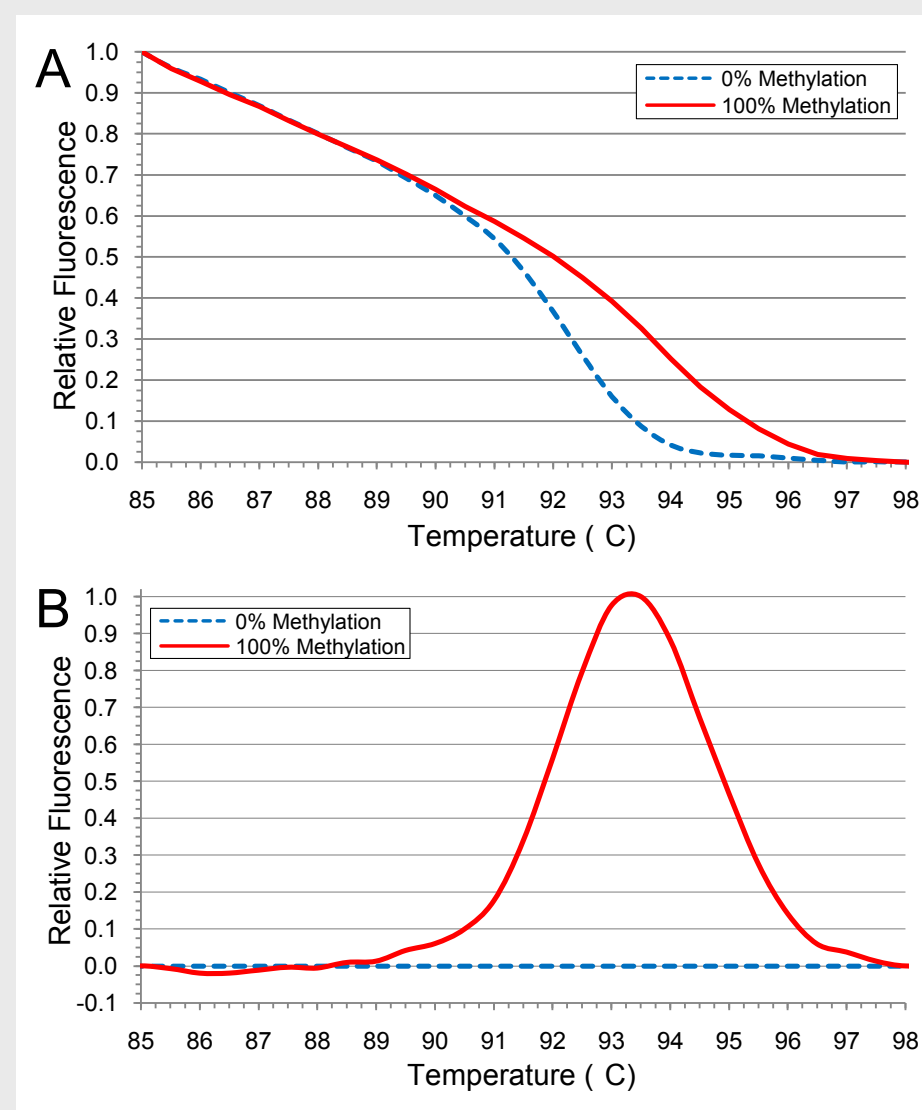 A
1.0
0.9
0.8
0.7
0.6
0.5
0.4
0.3
0.2
0.1
0.0
Relative Fluorescence
0% Methylation
100% Methylation
85 86 87 88 89 90 91 92 93 94 95 96 97 98
Temperature ( C)
B
1.0
0.9
0.8
0.7
0.6
0.5
0.4
0.3
0.2
0.1
0.0
-0.1
Relative Fluorescence
0% Methylation
100% Methylation
85 86 87 88 89 90 91 92 93 94 95 96 97 98
Temperature ( C)